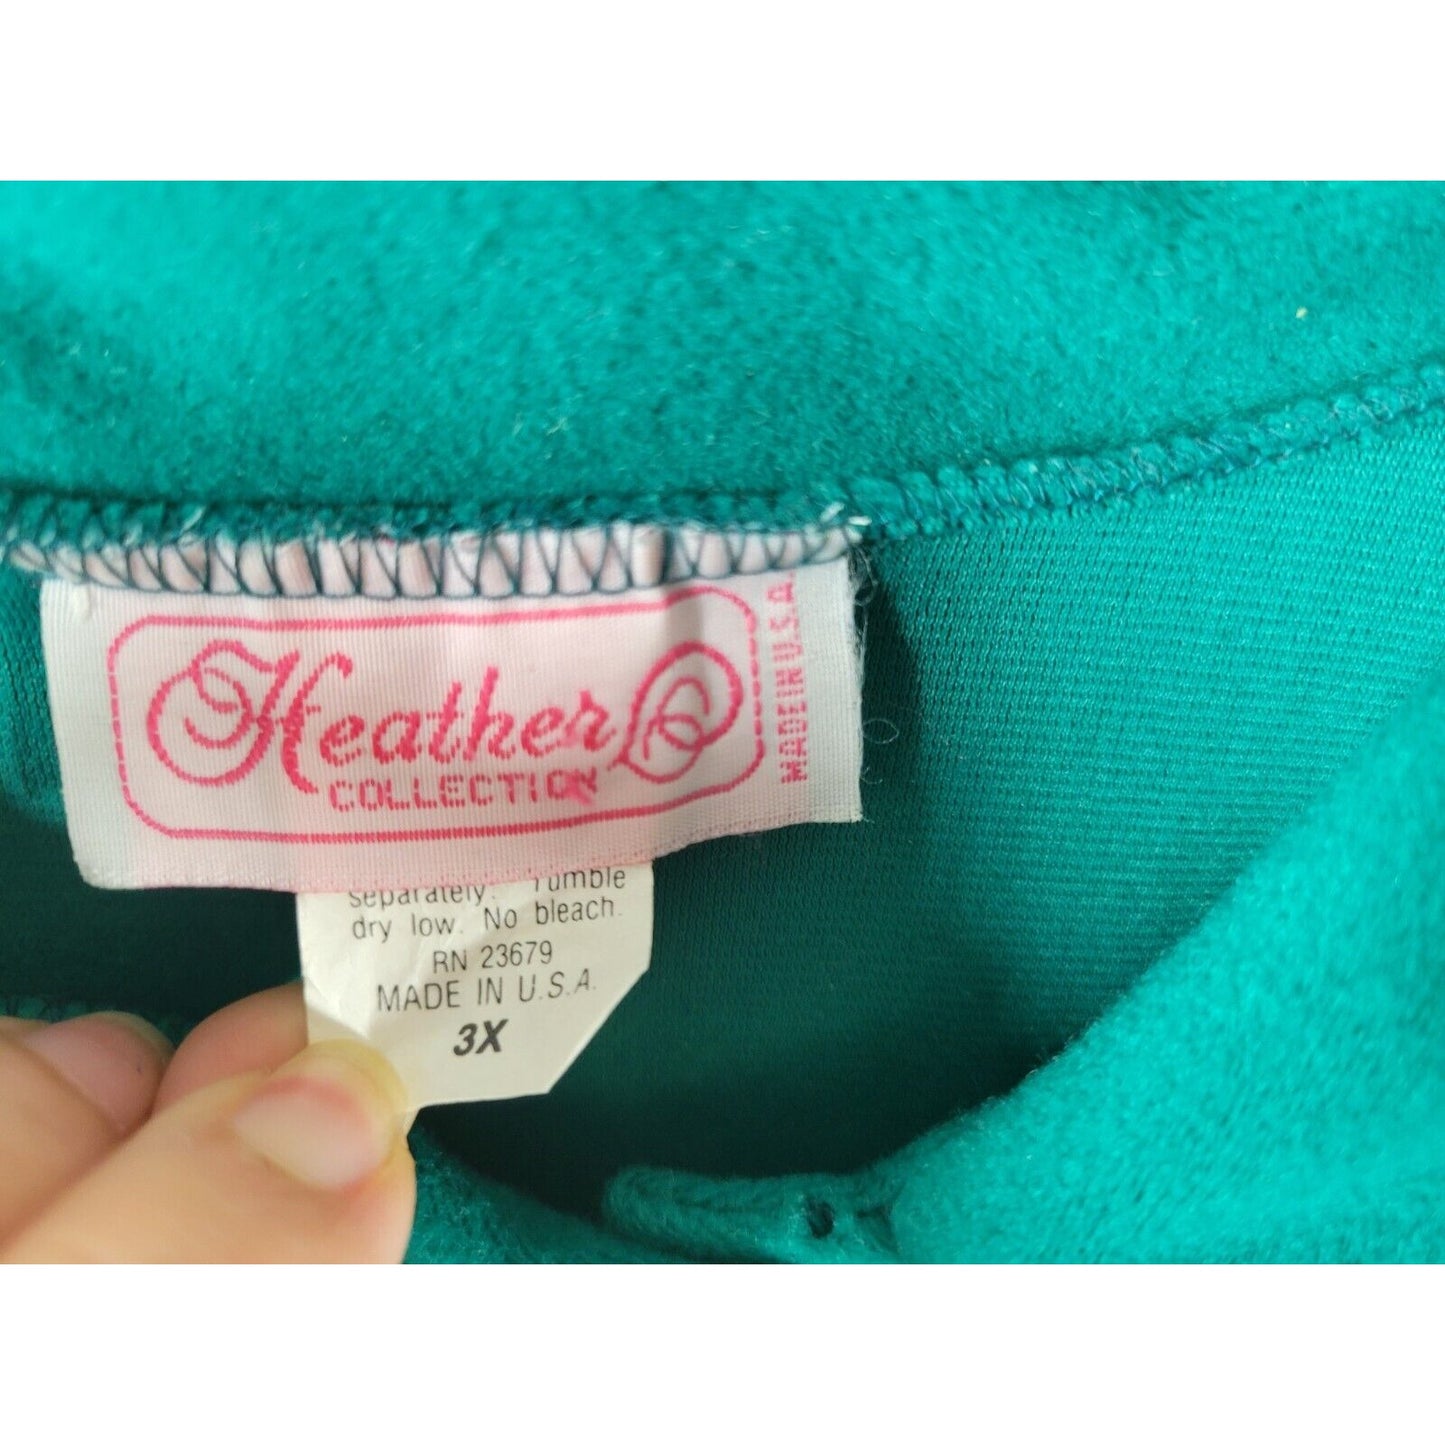 Heather
COLLECTION
MADE IN U.S.A.
separately. Tumble
dry low. No bleach.
RN 23679
MADE IN U.S.A.
3X